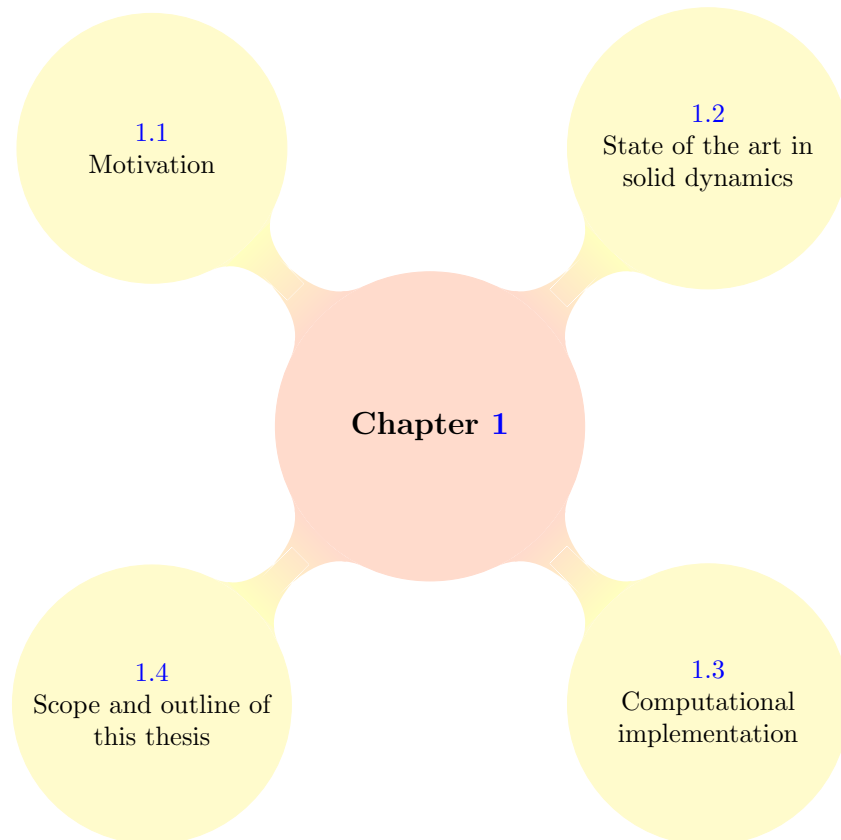 1.1
Motivation
1.2
State of the art in
solid dynamics
Chapter 1
1.4
Scope and outline of
this thesis
1.3
Computational
implementation